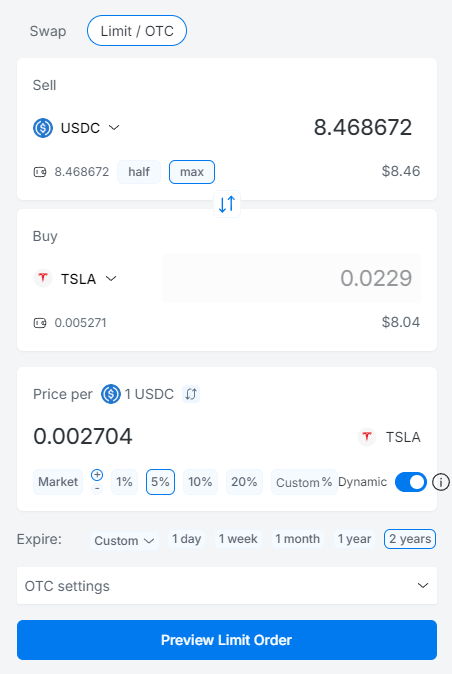 Swap Limit / OTC
Sell
USDC 8.468672
8.468672 half max $8.46
Buy
TSLA 0.0229
0.005271 $8.04
Price per 1 USDC
0.002704 TSLA
Market + - 1% 5% 10% 20% Custom % Dynamic i
Expire: Custom 1 day 1 week 1 month 1 year 2 years
OTC settings
Preview Limit Order